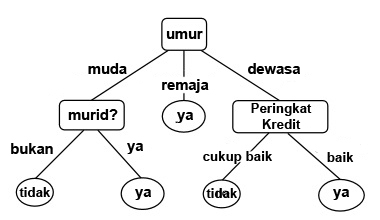 umur
muda
remaja
dewasa
murid?
ya
Peringkat
Kredit
bukan
ya
cukup baik
baik
tidak
ya
tidak
ya